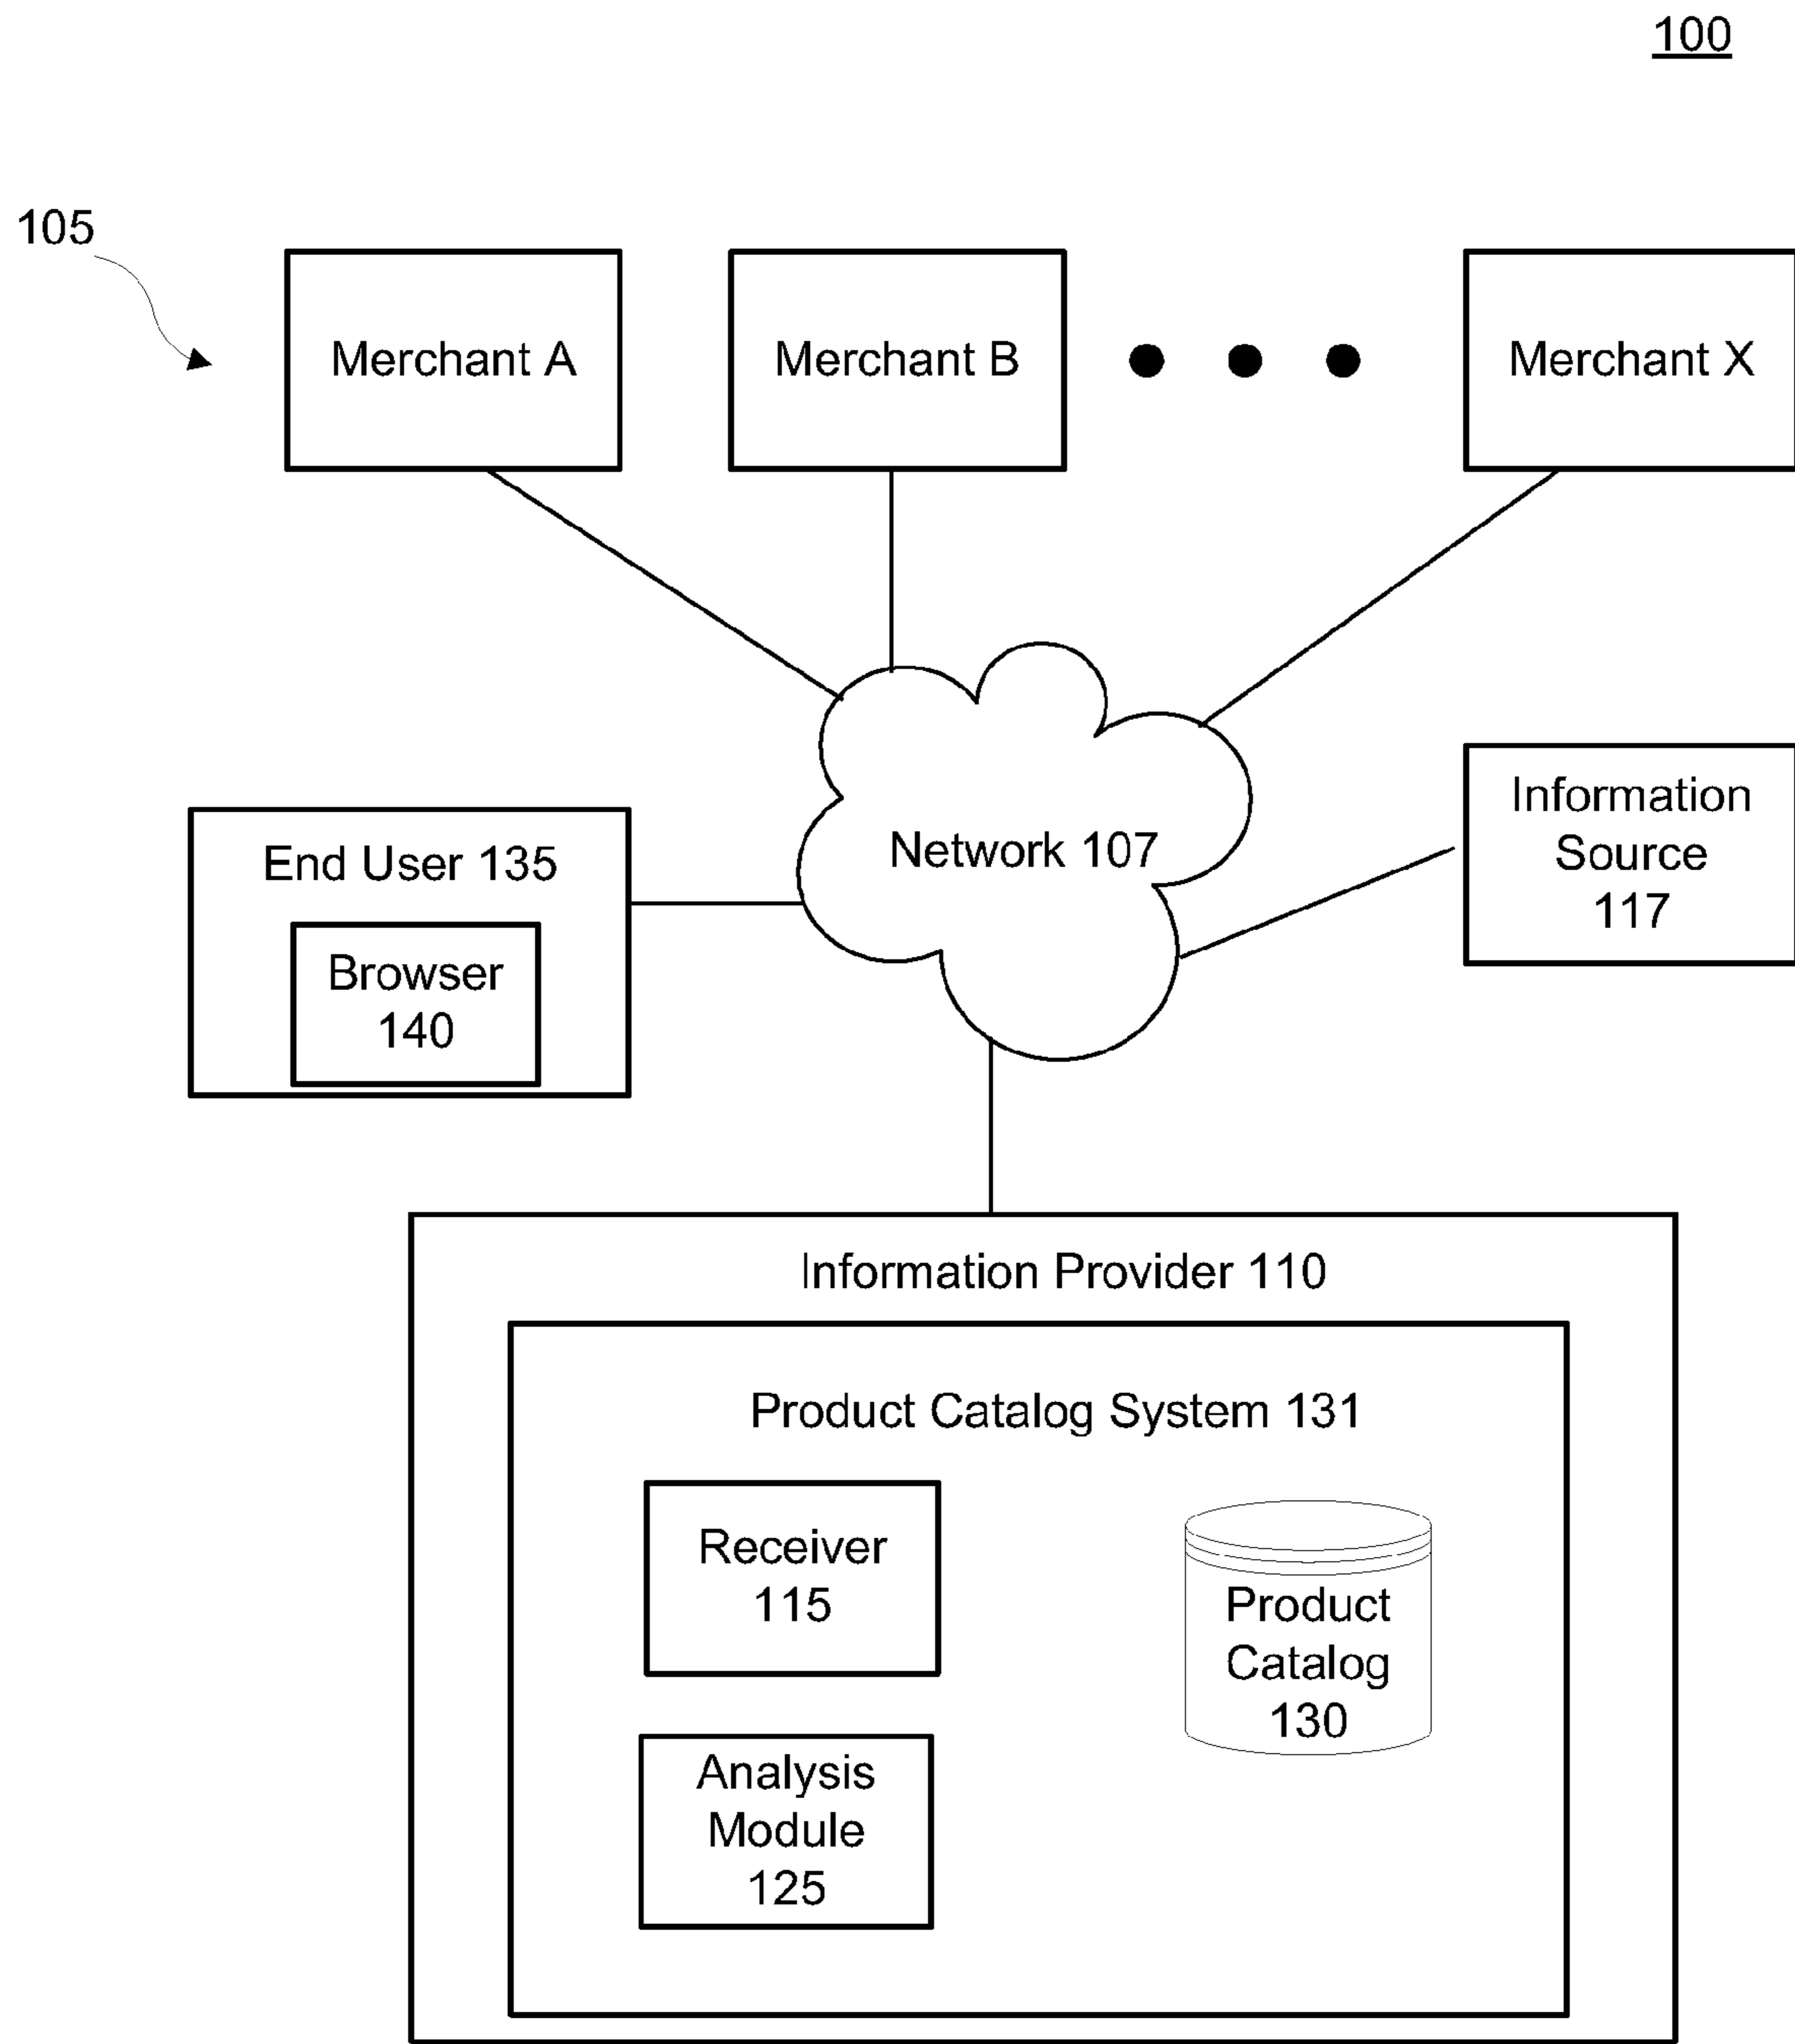 100
105
Merchant A
Merchant B
Merchant X
Network 107
Information
Source
117
End User 135
Browser
140
Information Provider 110
Product Catalog System 131
Receiver
115
Product
Catalog
130
Analysis
Module
125